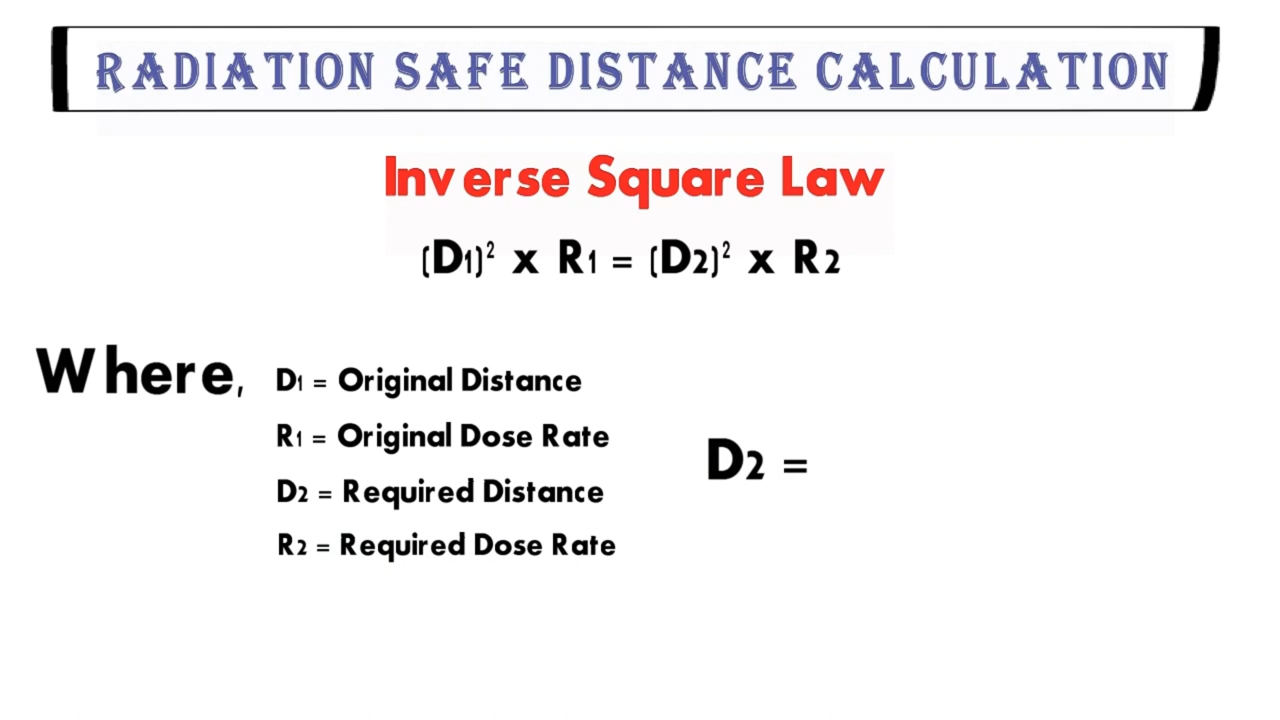 RADIATION SAFE DISTANCE CALCULATION
Inverse Square Law
(D1)² x R1 = (D2)² x R2
Where,
D1 = Original Distance
R1 = Original Dose Rate
D2 = Required Distance
R2 = Required Dose Rate
D2 =